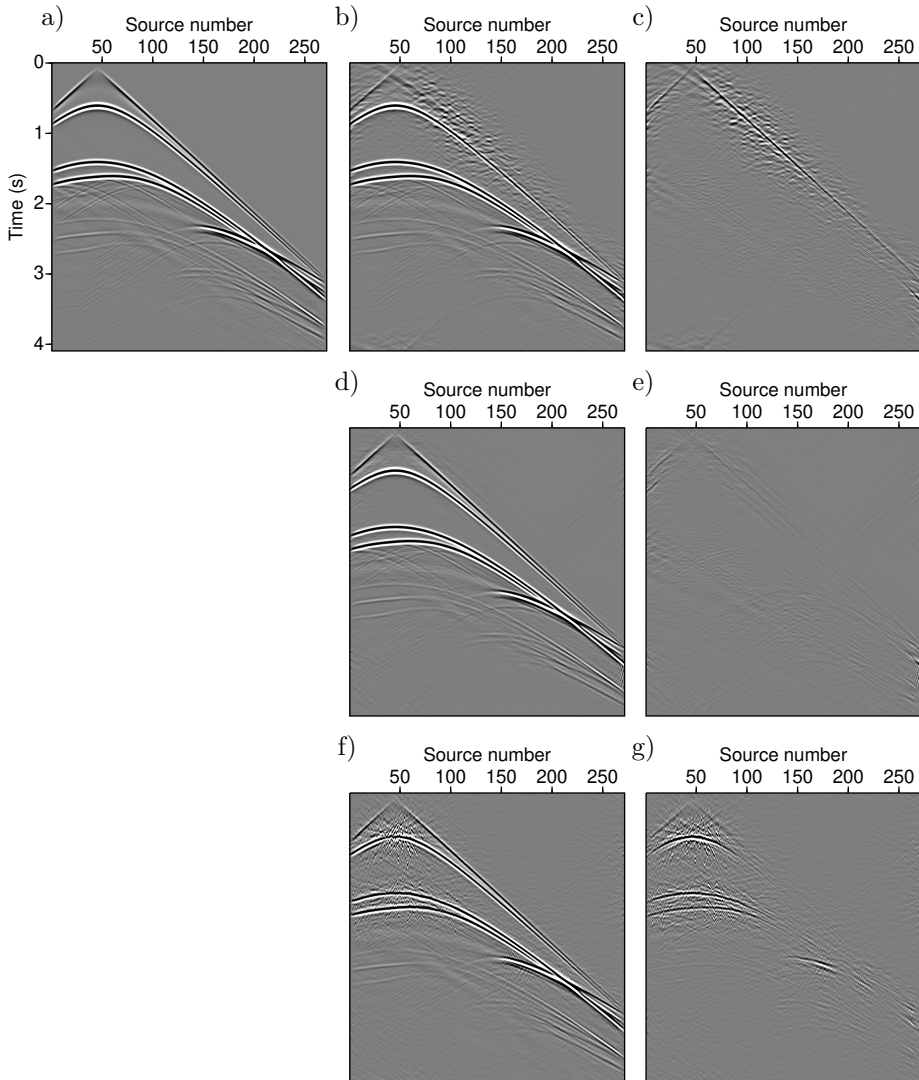 a) Source number
50 100 150 200 250
b) Source number
50 100 150 200 250
c) Source number
50 100 150 200 250
Time (s)
0
1
2
3
4
d) Source number
50 100 150 200 250
e) Source number
50 100 150 200 250
f) Source number
50 100 150 200 250
g) Source number
50 100 150 200 250